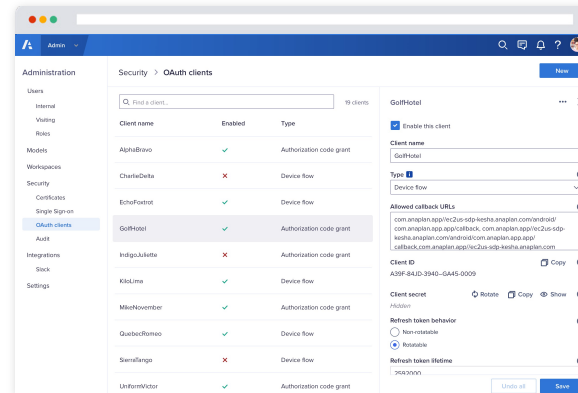 Admin
Administration
Security > OAuth clients
New
Users
Internal
Visiting
Roles
Models
Workspaces
Security
Certificates
Single Sign-on
OAuth clients
Audit
Integrations
Slack
Settings
Find a client...
19 clients
Client name Enabled Type
AlphaBravo Authorization code grant
CharlieDelta Device flow
EchoFoxtrot Device flow
GolfHotel Authorization code grant
IndigoJuliette Authorization code grant
KiloLima Device flow
MikeNovember Authorization code grant
QuebecRomeo Device flow
SierraTango Device flow
UniformVictor Authorization code grant
GolfHotel
Enable this client
Client name
GolfHotel
Type
Device flow
Allowed callback URLs
com.anaplan.app//ec2us-sdp-kesha.anaplan.com/android/
com.anaplan.app.app/callback, com.anaplan.app//ec2us-sdp-
kesha.anaplan.com/android/com.anaplan.app.app/
callback,com.anaplan.app//ec2us-sdp-kesha.anaplan.com
Client ID Copy
A39F-84JD-3940--GA45-0009
Client secret Rotate Copy Show
Hidden
Refresh token behavior
Non-rotatable
Rotatable
Refresh token lifetime
2592000
Undo all Save